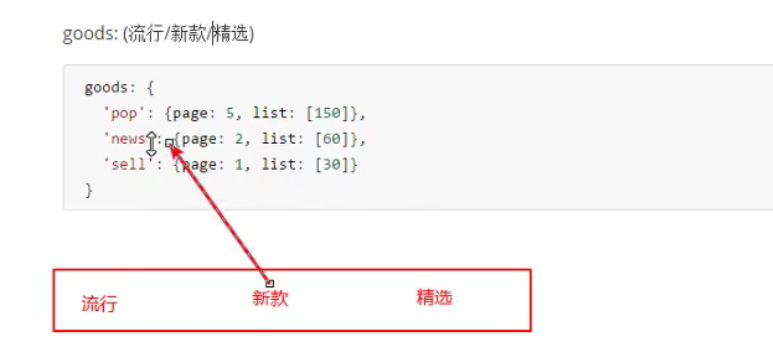 goods: (流行/新款/精选)
goods: {
'pop': {page: 5, list: [150]},
'news': {page: 2, list: [60]},
'sell': {page: 1, list: [30]}
}
流行 新款 精选